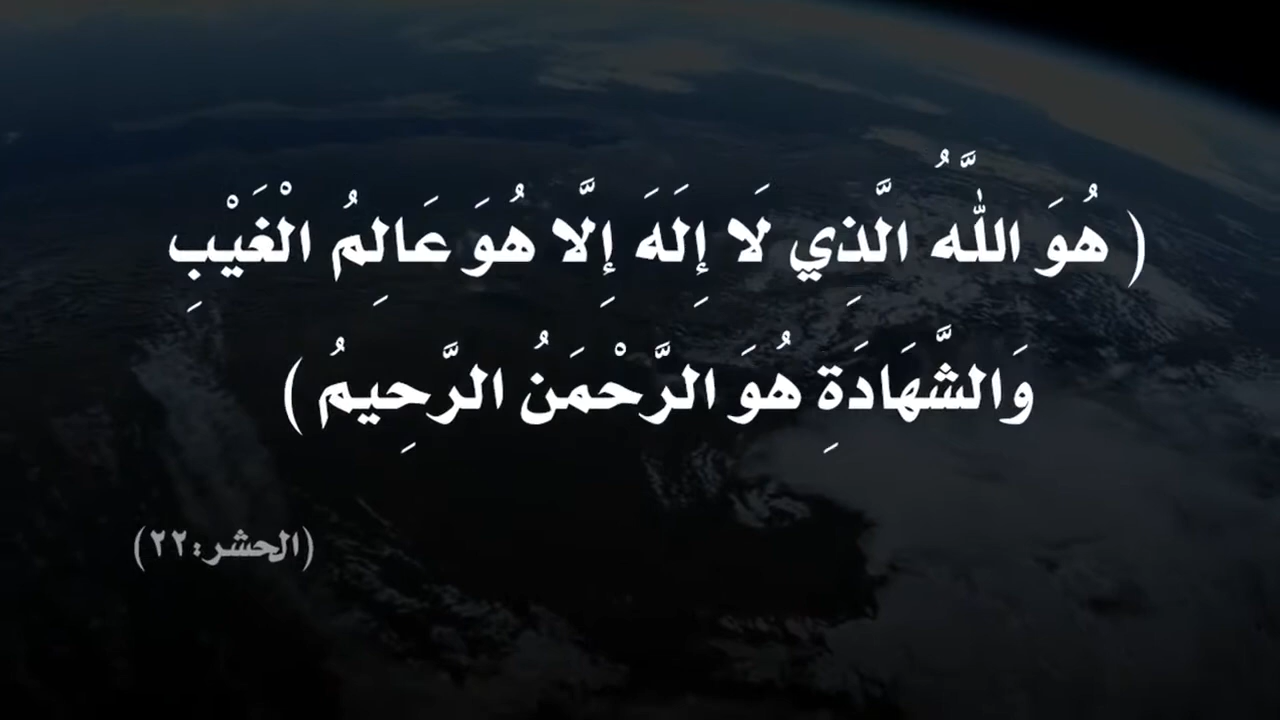 ( هُوَ اللَّهُ الَّذِي لَا إِلَهَ إِلَّا هُوَ عَالِمُ الْغَيْبِ
وَالشَّهَادَةِ هُوَ الرَّحْمَنُ الرَّحِيمُ )
(الحشر:٢٢)